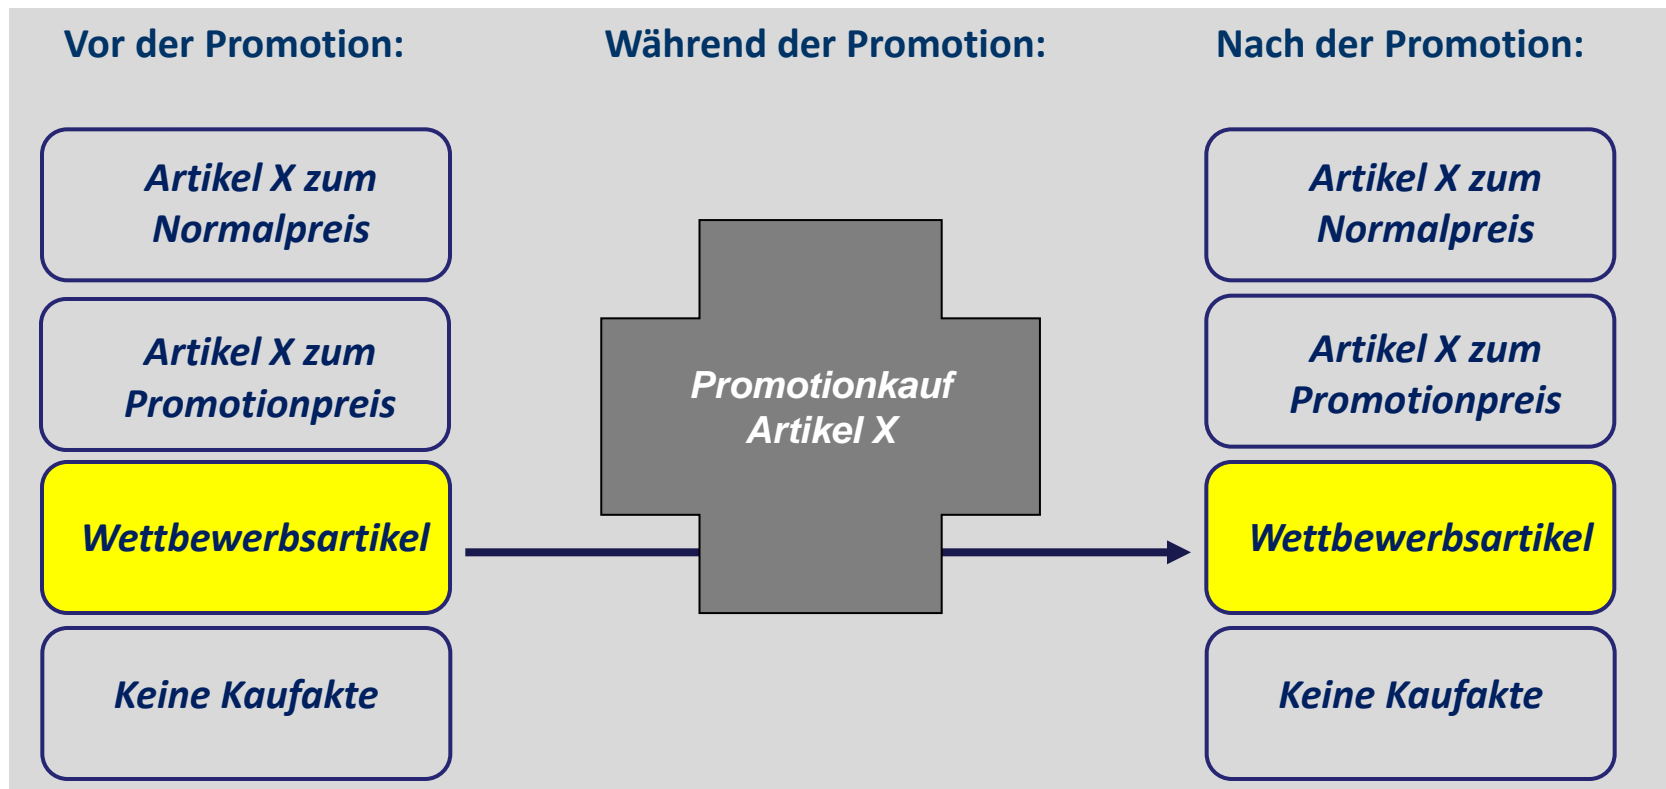 Vor der Promotion:
Während der Promotion:
Nach der Promotion:
Artikel X zum
Normalpreis
Artikel X zum
Promotionpreis
Wettbewerbsartikel
Keine Kaufakte
Promotionkauf
Artikel X
Artikel X zum
Normalpreis
Artikel X zum
Promotionpreis
Wettbewerbsartikel
Keine Kaufakte